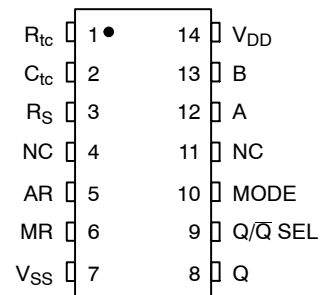 Rtc 1 14 VDD
Ctc 2 13 B
RS 3 12 A
NC 4 11 NC
AR 5 10 MODE
MR 6 9 Q/Q̅ SEL
VSS 7 8 Q